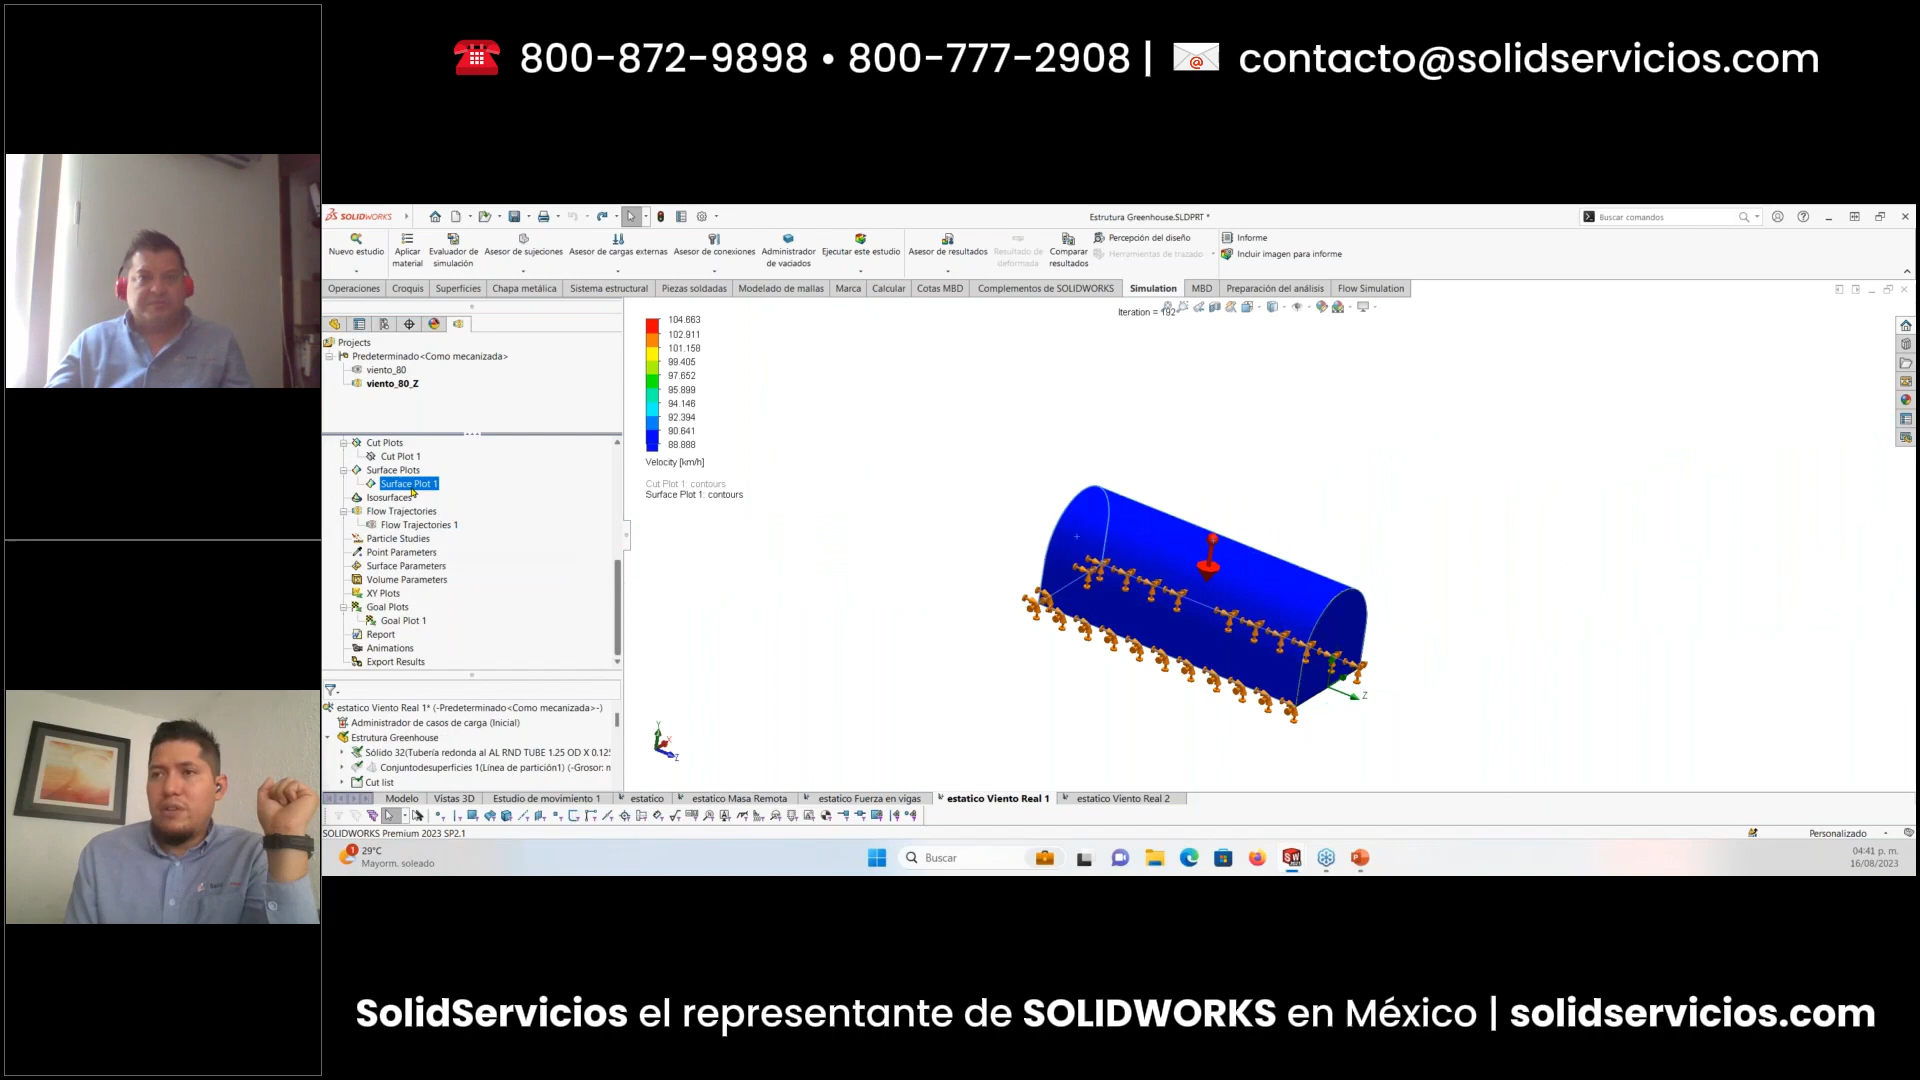 800-872-9898 • 800-777-2908 | contacto@solidservicios.com
SOLIDWORKS
Estrutura Greenhouse.SLDPRT *
Buscar comandos
Nuevo estudio
Aplicar material
Evaluador de simulación
Asesor de sujeciones
Asesor de cargas externas
Asesor de conexiones
Administrador de vaciados
Ejecutar este estudio
Asesor de resultados
Resultado de deformada
Comparar resultados
Percepción del diseño
Herramientas de trazado
Informe
Incluir imagen para informe
Operaciones Croquis Superficies Chapa metálica Sistema estructural Piezas soldadas Modelado de mallas Marca Calcular Cotas MBD Complementos de SOLIDWORKS Simulation MBD Preparación del análisis Flow Simulation
Iteration = 192
Projects
Predeterminado<Como mecanizada>
viento_80
viento_80_Z
Cut Plots
Cut Plot 1
Surface Plots
Surface Plot 1
Isosurfaces
Flow Trajectories
Flow Trajectories 1
Particle Studies
Point Parameters
Surface Parameters
Volume Parameters
XY Plots
Goal Plots
Goal Plot 1
Report
Animations
Export Results
estatico Viento Real 1* (-Predeterminado<Como mecanizada>-)
Administrador de casos de carga (Inicial)
Estrutura Greenhouse
Sólido 32(Tubería redonda al AL RND TUBE 1.25 OD X 0.125
Conjuntodesuperficies 1(Línea de partición1) (-Grosor: n
Cut list
104.663
102.911
101.158
99.405
97.652
95.899
94.146
92.394
90.641
88.888
Velocity [km/h]
Cut Plot 1: contours
Surface Plot 1: contours
Z
Y
X
Z
Modelo Vistas 3D Estudio de movimiento 1 estatico estatico Masa Remota estatico Fuerza en vigas estatico Viento Real 1 estatico Viento Real 2
SOLIDWORKS Premium 2023 SP2.1
Personalizado
1
29°C
Mayorm. soleado
Buscar
04:41 p. m.
16/08/2023
SolidServicios el representante de SOLIDWORKS en México | solidservicios.com